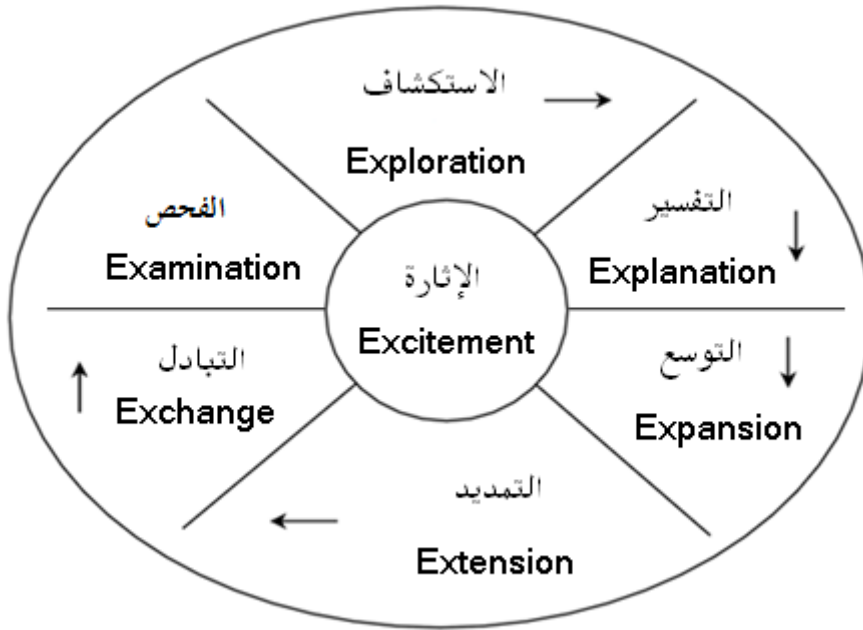 الاستكشاف
Exploration
التفسير
Explanation
التوسع
Expansion
التمديد
Extension
التبادل
Exchange
الفحص
Examination
الإثارة
Excitement